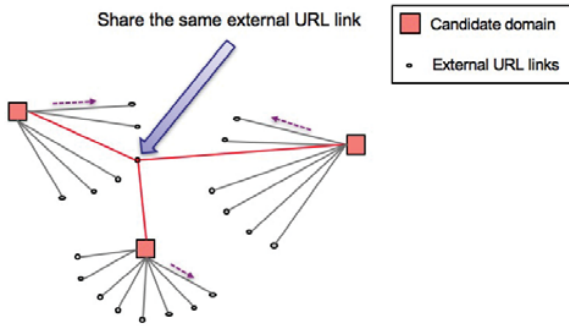 Share the same external URL link
Candidate domain
External URL links